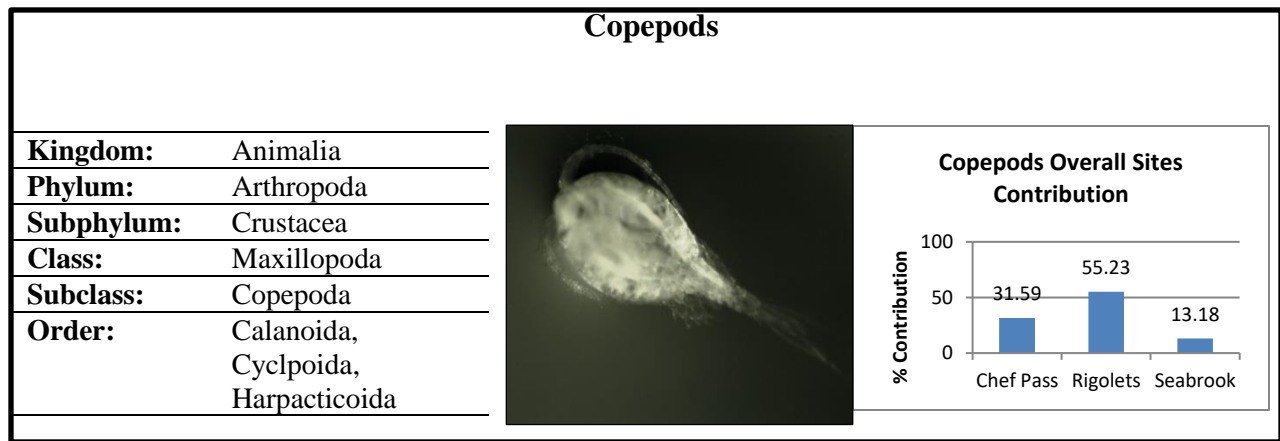 Copepods
Kingdom: Animalia
Phylum: Arthropoda
Subphylum: Crustacea
Class: Maxillopoda
Subclass: Copepoda
Order: Calanoida,
Cyclpoida,
Harpacticoida
Copepods Overall Sites
Contribution
% Contribution
100
50
0
31.59
55.23
13.18
Chef Pass Rigolets Seabrook